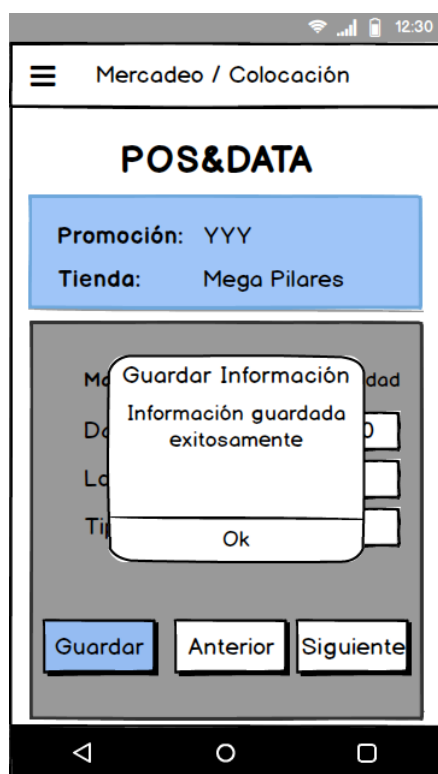 12:30
Mercadeo / Colocación
POS&DATA
Promoción: YYY
Tienda: Mega Pilares
Guardar Información
Información guardada
exitosamente
Ok
Guardar Anterior Siguiente